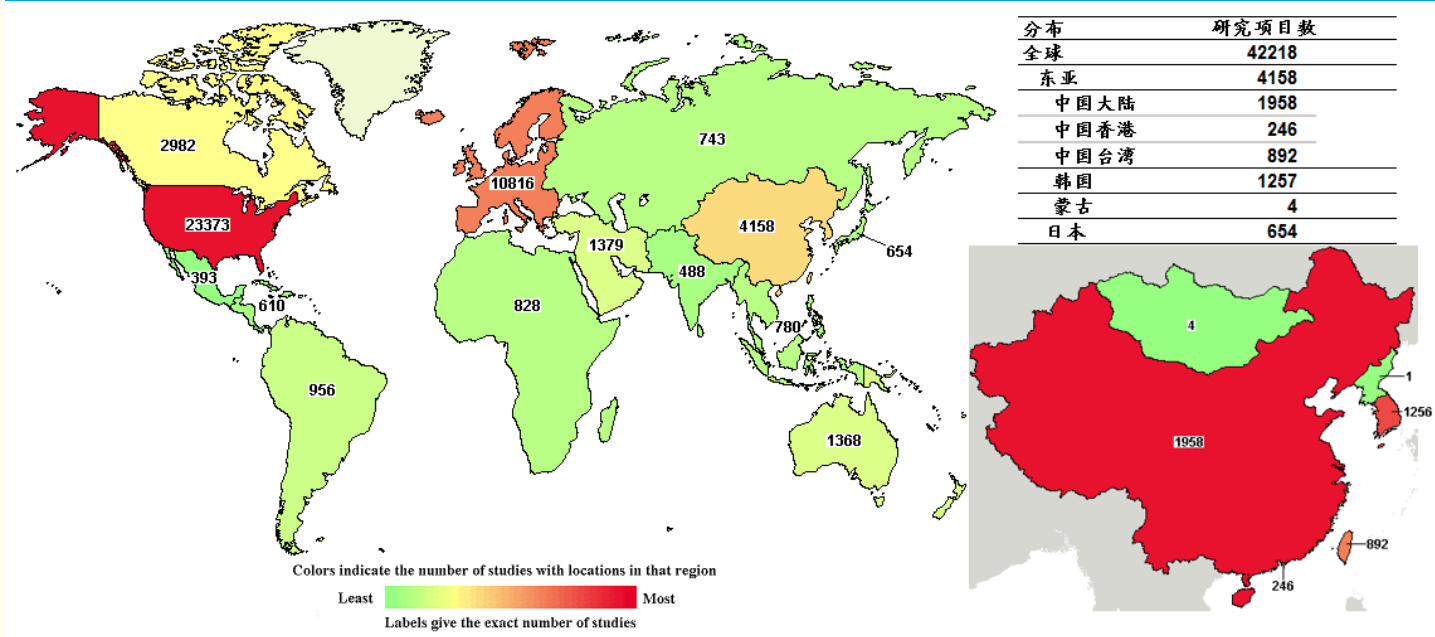 分布 研究项目数
全球 42218
东亚 4158
中国大陆 1958
中国香港 246
中国台湾 892
韩国 1257
蒙古 4
日本 654
2982
743
10816
23373
4158
1379
654
393
488
610
828
780
956
1368
4
1
1256
1958
892
246
Colors indicate the number of studies with locations in that region
Least Most
Labels give the exact number of studies